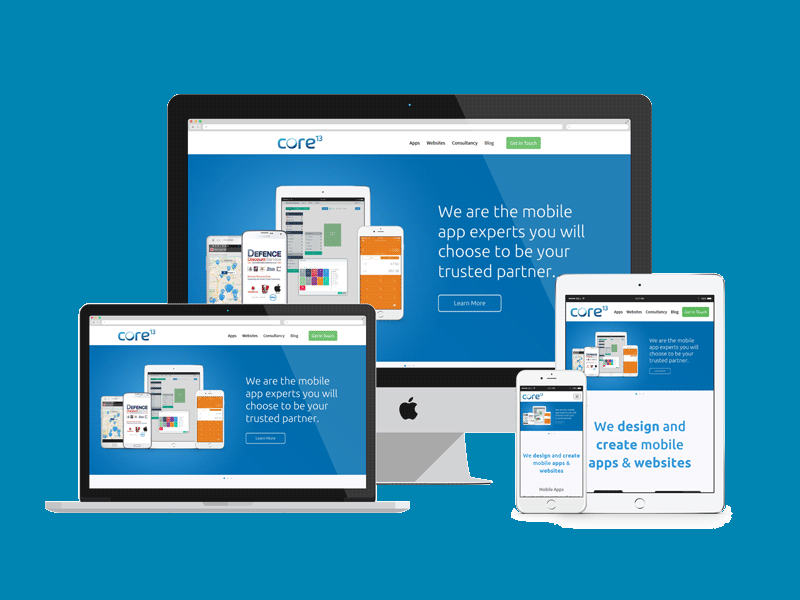 core13
Apps Websites Consultancy Blog Get in Touch
We are the mobile
app experts you will
choose to be your
trusted partner.
Learn More
DEFENCE
core13
Apps Websites Consultancy Blog Get in Touch
We are the mobile
app experts you will
choose to be your
trusted partner.
Learn More
DEFENCE
core13
Apps Websites Consultancy Blog Get in Touch
We are the mobile
app experts you will
choose to be your
trusted partner.
We design and
create mobile
apps & websites
core13
We design and create
mobile apps &
websites
Mobile Apps